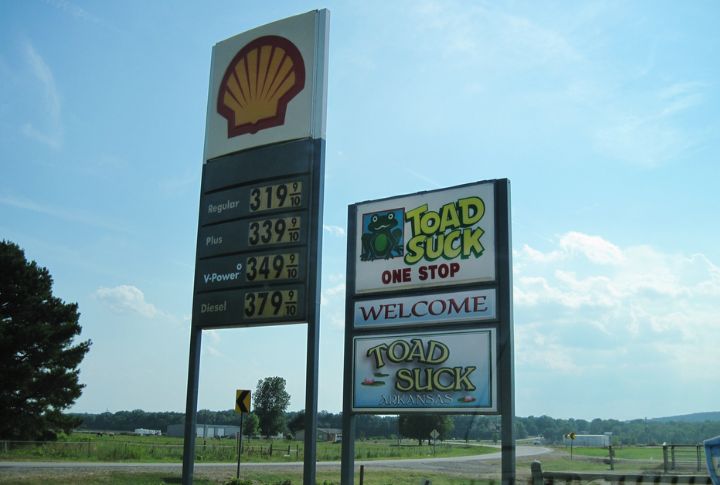 Regular 319 9/10
Plus 339 9/10
V-Power 349 9/10
Diesel 379 9/10
TOAD
SUCK
ONE STOP
WELCOME
TOAD
SUCK
ARKANSAS